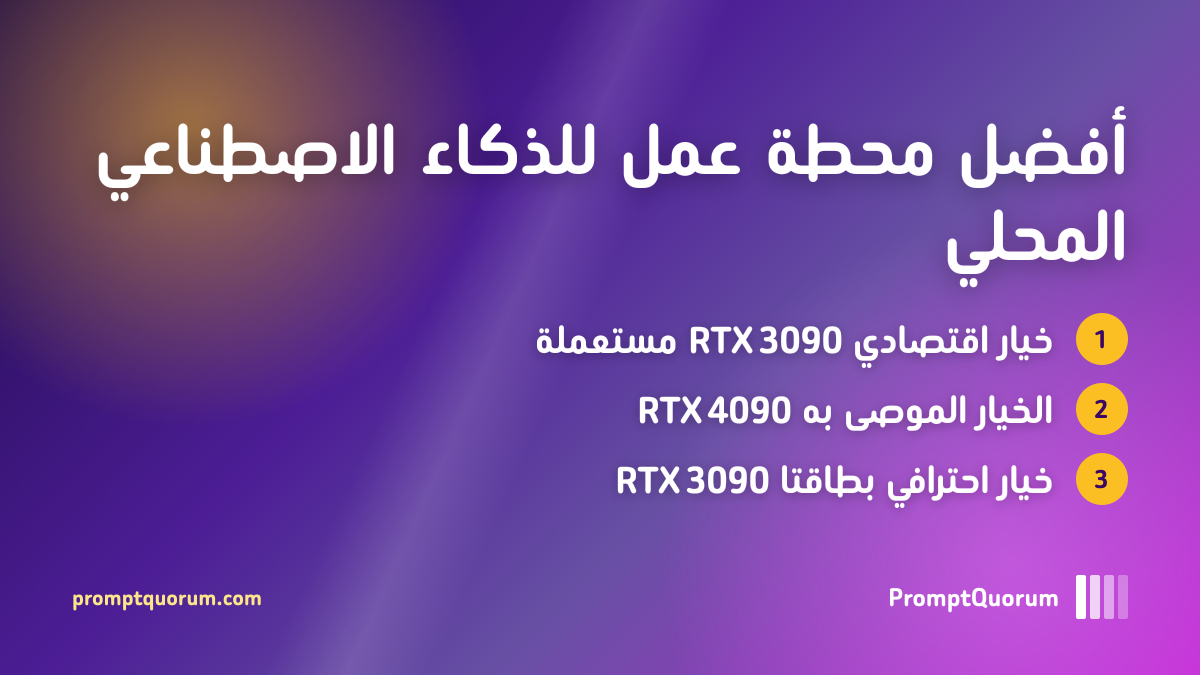 أفضل محطة عمل للذكاء الاصطناعي
المحلي
1 خيار اقتصادي RTX 3090 مستعملة
2 الخيار الموصى به RTX 4090
3 خيار احترافي بطاقتا RTX 3090
PromptQuorum
promptquorum.com